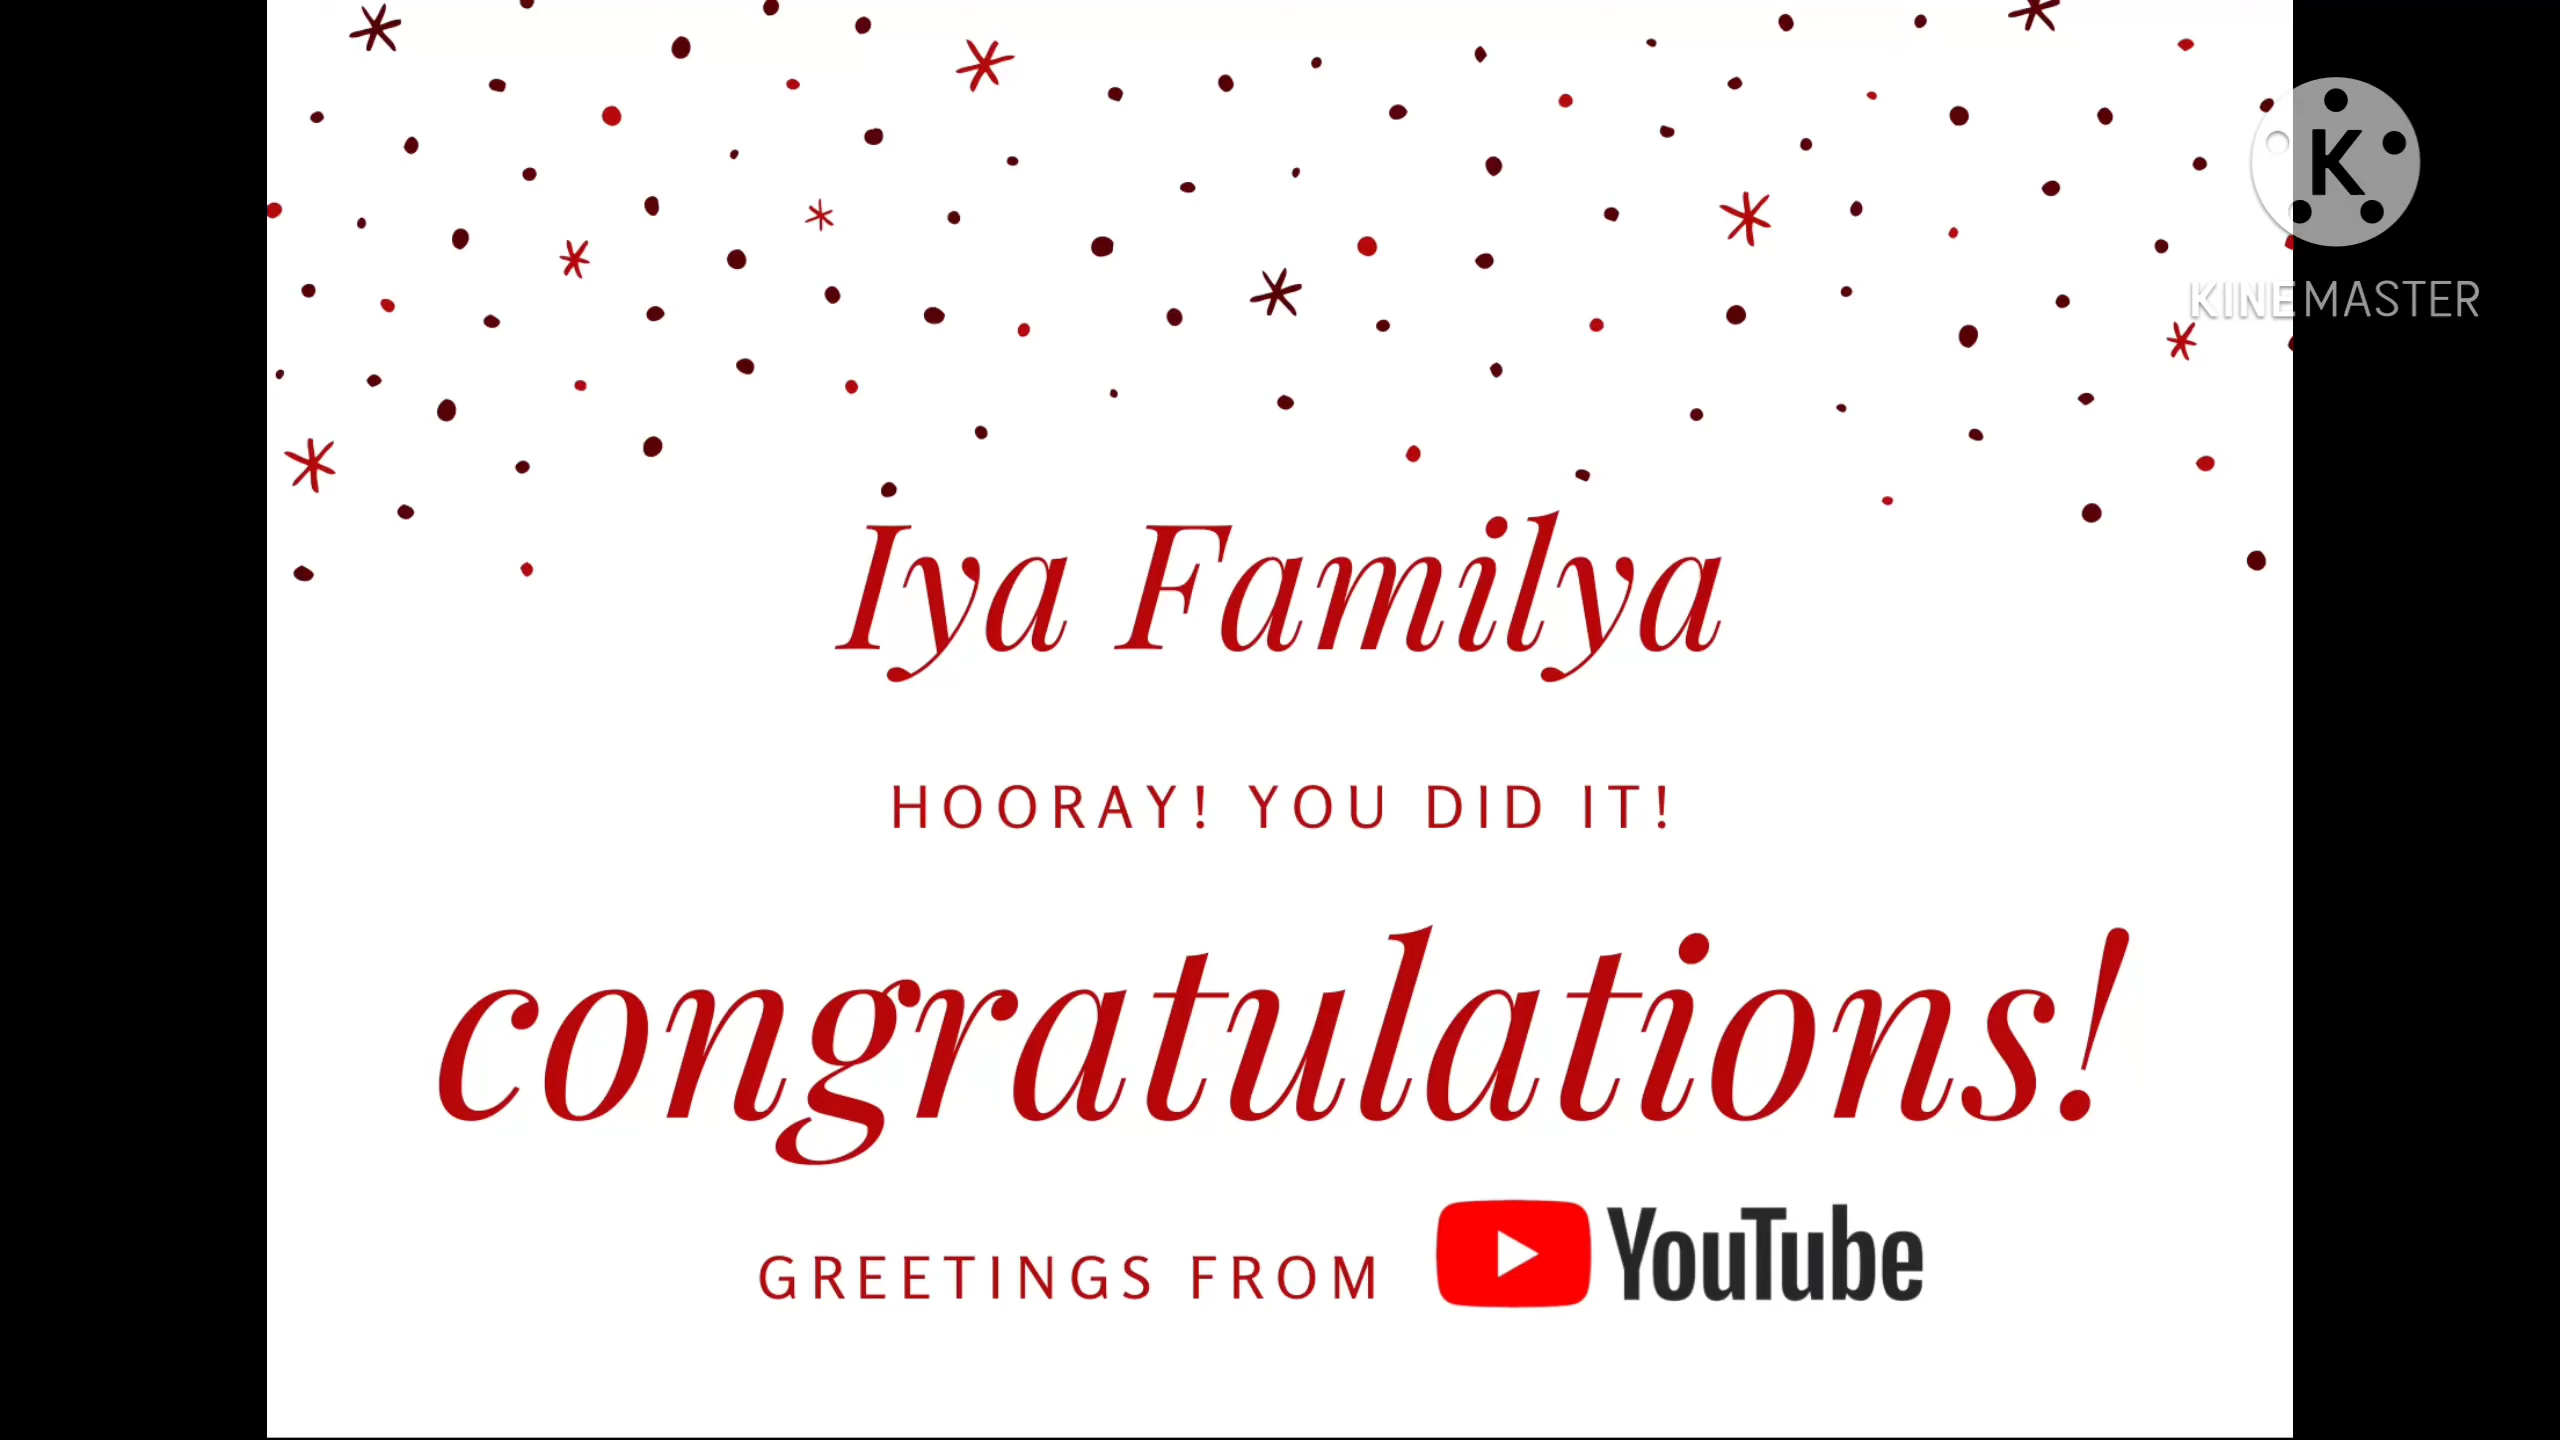 K
KINEMASTER
Iya Familya
HOORAY! YOU DID IT!
congratulations!
GREETINGS FROM YouTube